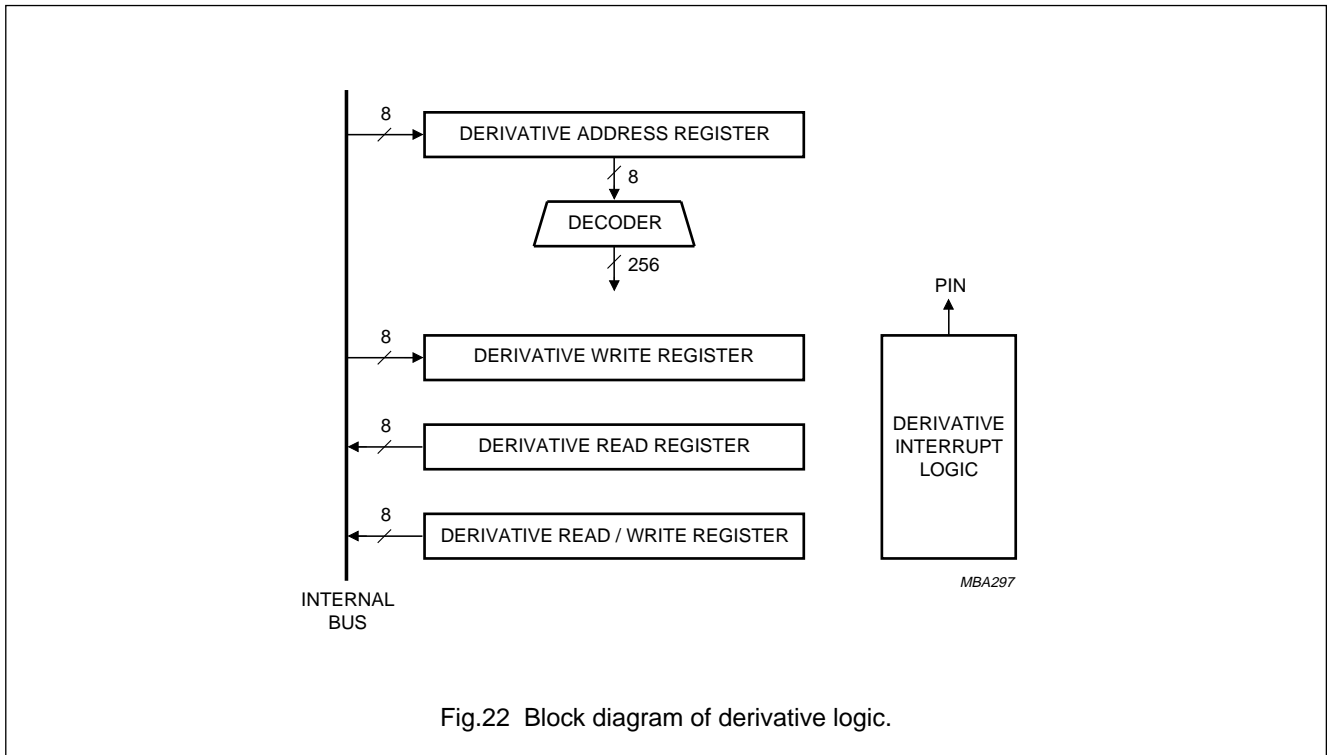 8
DERIVATIVE ADDRESS REGISTER
8
DECODER
256
PIN
8
DERIVATIVE WRITE REGISTER
8
DERIVATIVE READ REGISTER
DERIVATIVE
INTERRUPT
LOGIC
8
DERIVATIVE READ / WRITE REGISTER
MBA297
INTERNAL
BUS
Fig.22 Block diagram of derivative logic.